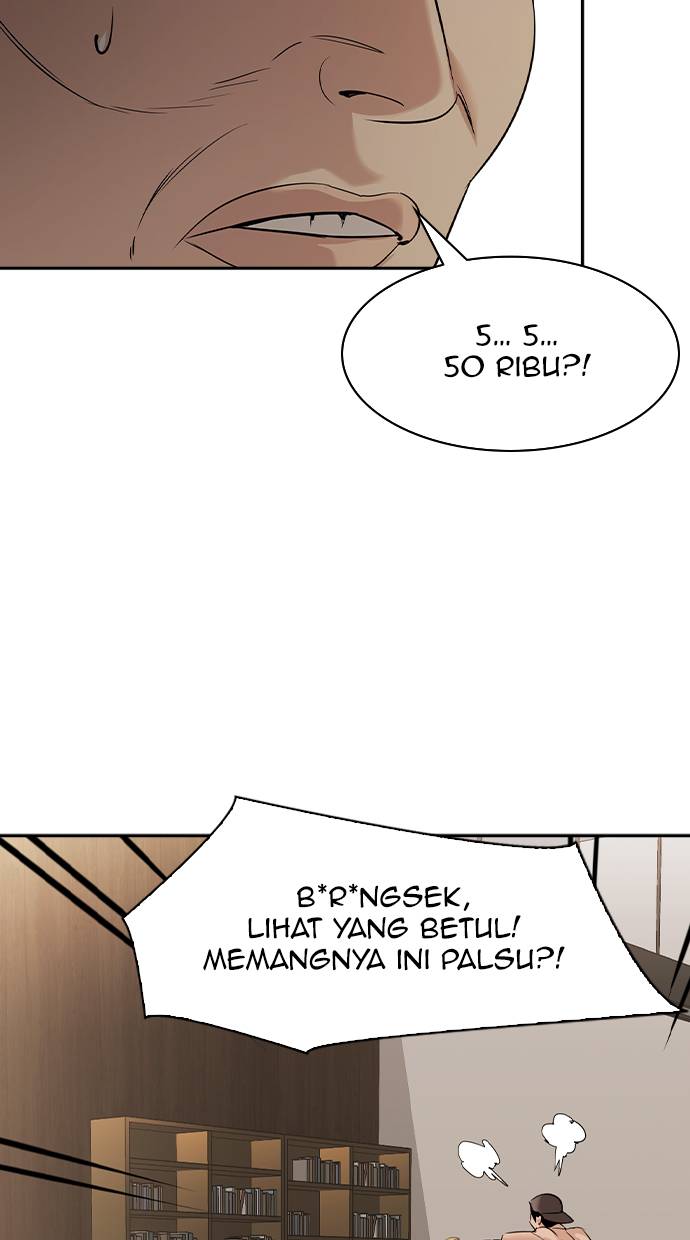 5... 5...
50 RIBU?!
B*R*NGSEK,
LIHAT YANG BETUL!
MEMANGNYA INI PALSU?!